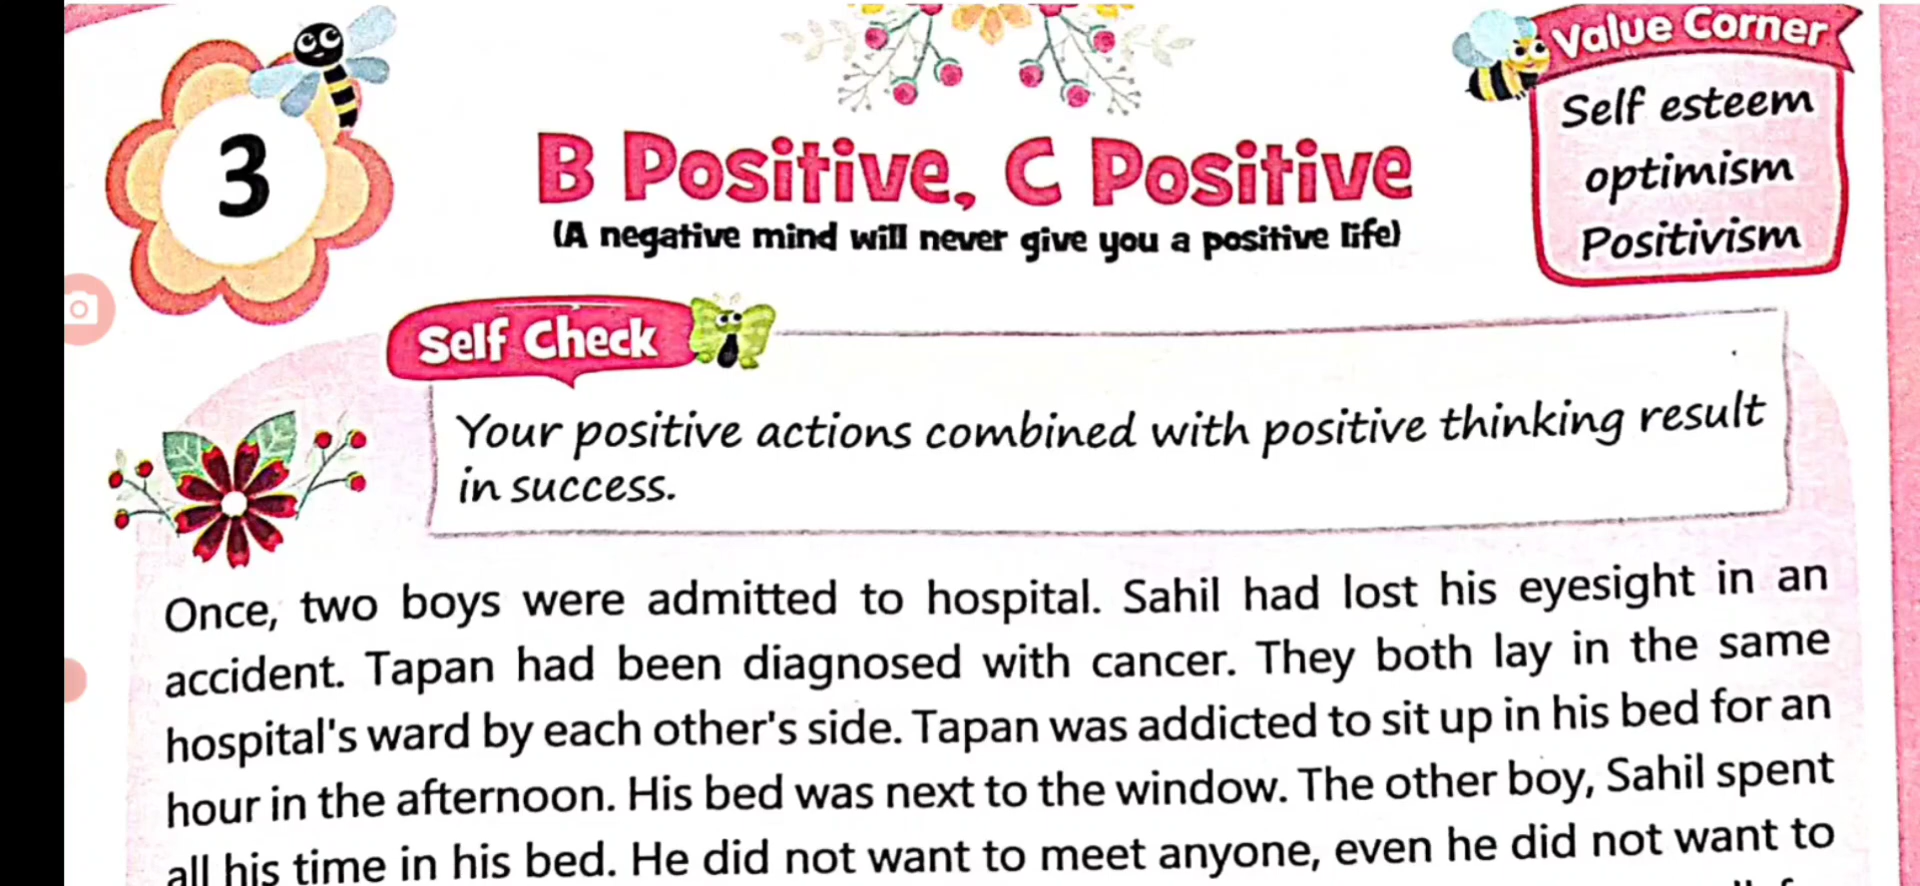 3
B Positive, C Positive
(A negative mind will never give you a positive life)
Value Corner
Self esteem
optimism
Positivism
Self Check
Your positive actions combined with positive thinking result
in success.
Once, two boys were admitted to hospital. Sahil had lost his eyesight in an
accident. Tapan had been diagnosed with cancer. They both lay in the same
hospital's ward by each other's side. Tapan was addicted to sit up in his bed for an
hour in the afternoon. His bed was next to the window. The other boy, Sahil spent
all his time in his bed. He did not want to meet anyone, even he did not want to